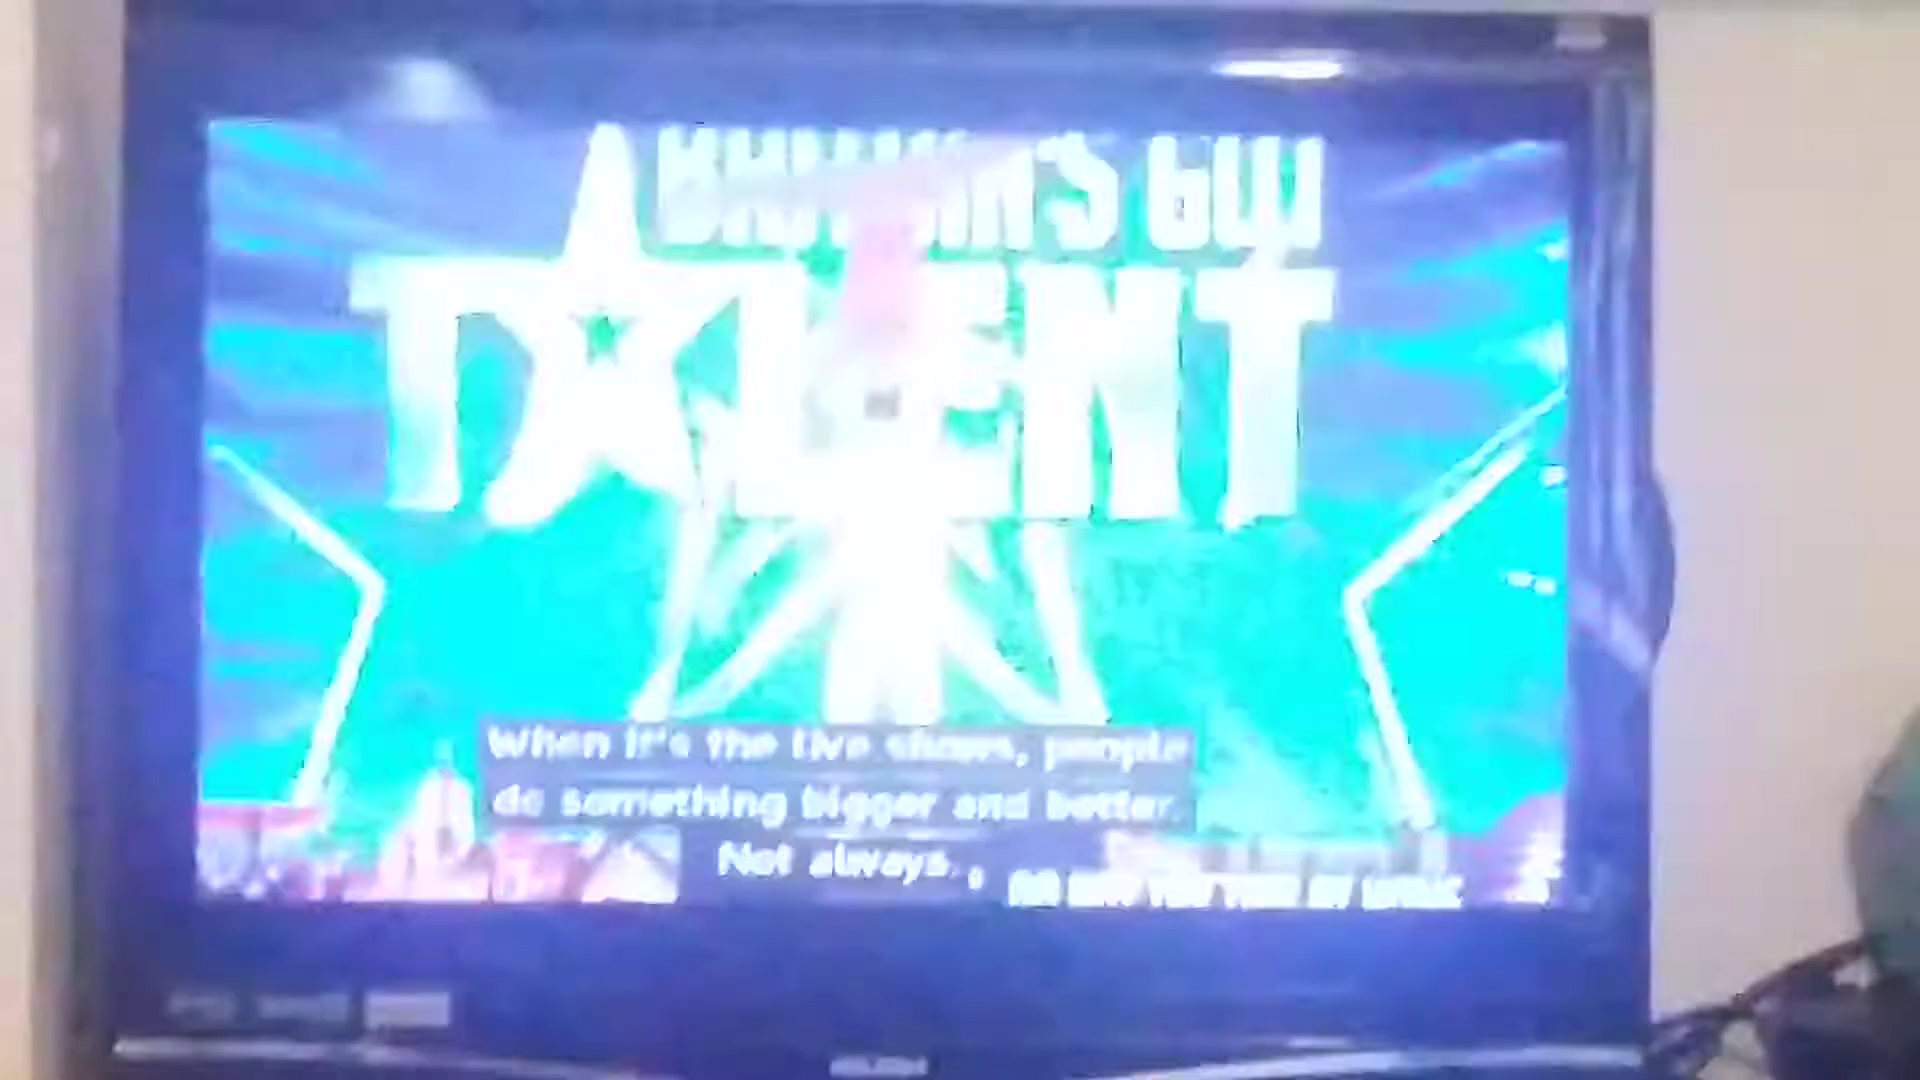 BRITAIN'S GOT
TALENT
When it's the live shows, people
do something bigger and better.
Not always.